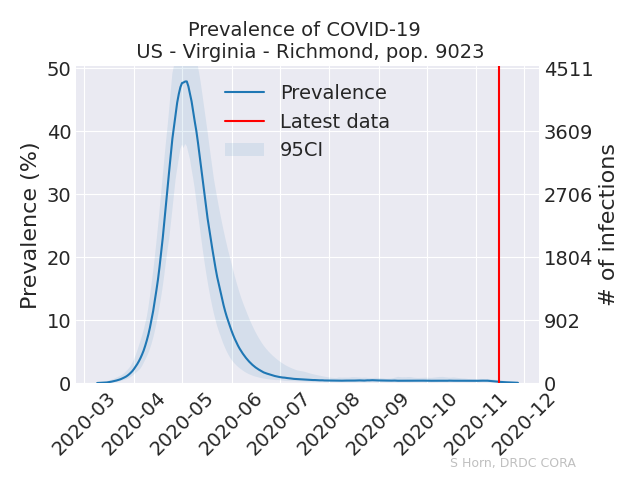 Prevalence of COVID-19
US - Virginia - Richmond, pop. 9023
Prevalence (%)
50
40
30
20
10
0
Prevalence
Latest data
95CI
4511
3609
2706
1804
902
0
# of infections
2020-03
2020-04
2020-05
2020-06
2020-07
2020-08
2020-09
2020-10
2020-11
2020-12
S Horn, DRDC CORA